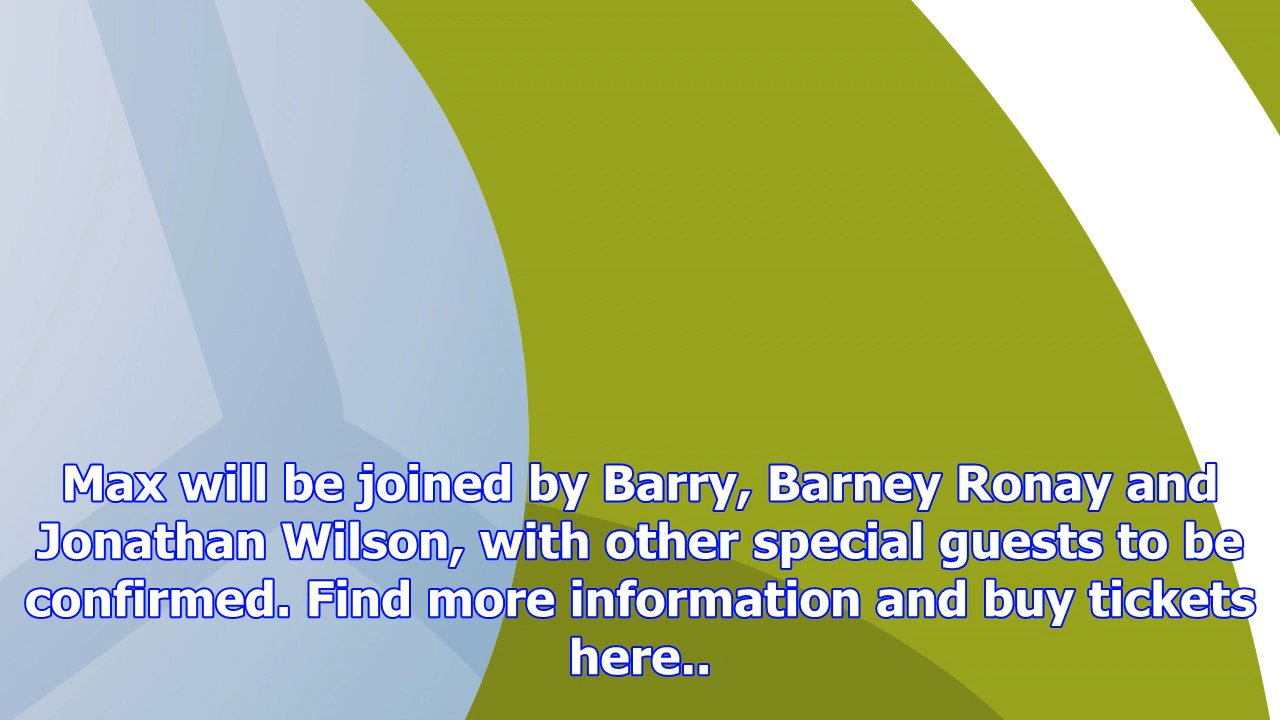 Max will be joined by Barry, Barney Ronay and
Jonathan Wilson, with other special guests to be
confirmed. Find more information and buy tickets
here..